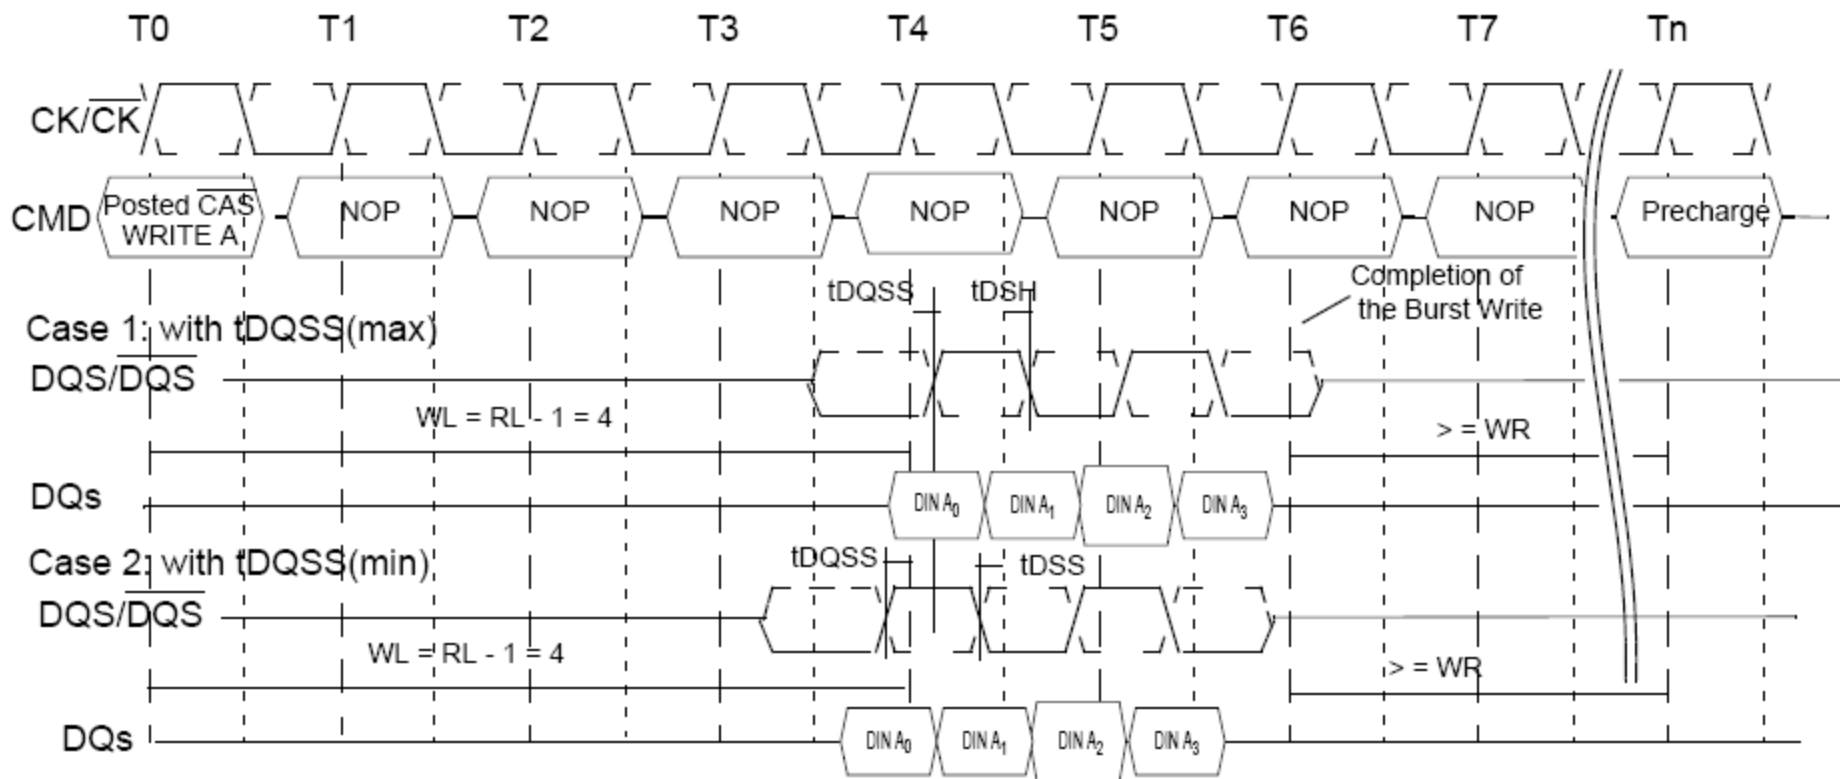 T0 T1 T2 T3 T4 T5 T6 T7 Tn
CK/CK
CMD
Posted CAS
WRITE A
NOP NOP NOP NOP NOP NOP NOP Precharge
Completion of
the Burst Write
tDQSS tDSH
Case 1: with tDQSS(max)
DQS/DQS
WL = RL - 1 = 4
> = WR
DQs DIN A0 DIN A1 DIN A2 DIN A3
Case 2: with tDQSS(min)
tDQSS tDSS
DQS/DQS
WL = RL - 1 = 4
> = WR
DQs DIN A0 DIN A1 DIN A2 DIN A3